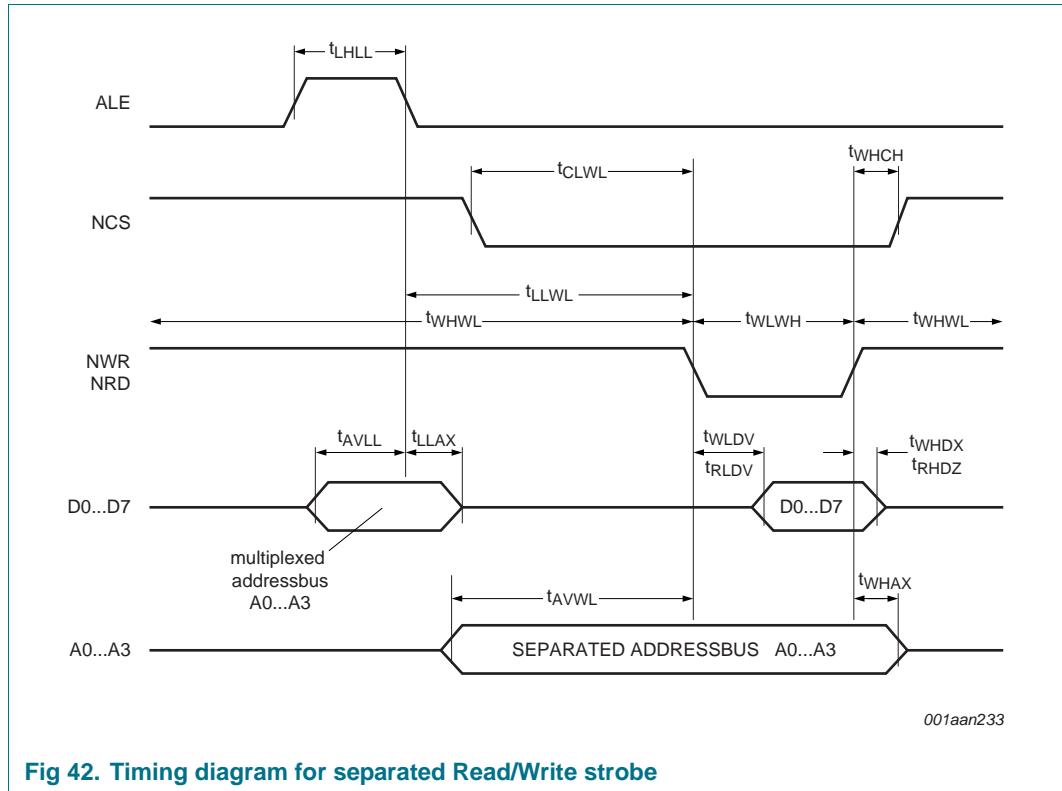 tLHLL
ALE
tWHCH
tCLWL
NCS
tLLWL
tWHWL
tWLWH
tWHWL
NWR
NRD
tAVLL
tLLAX
tWLDV
tRLDV
tWHDX
tRHDZ
D0...D7
D0...D7
multiplexed
addressbus
A0...A3
tWHAX
tAVWL
A0...A3
SEPARATED ADDRESSBUS A0...A3
001aan233
Fig 42. Timing diagram for separated Read/Write strobe